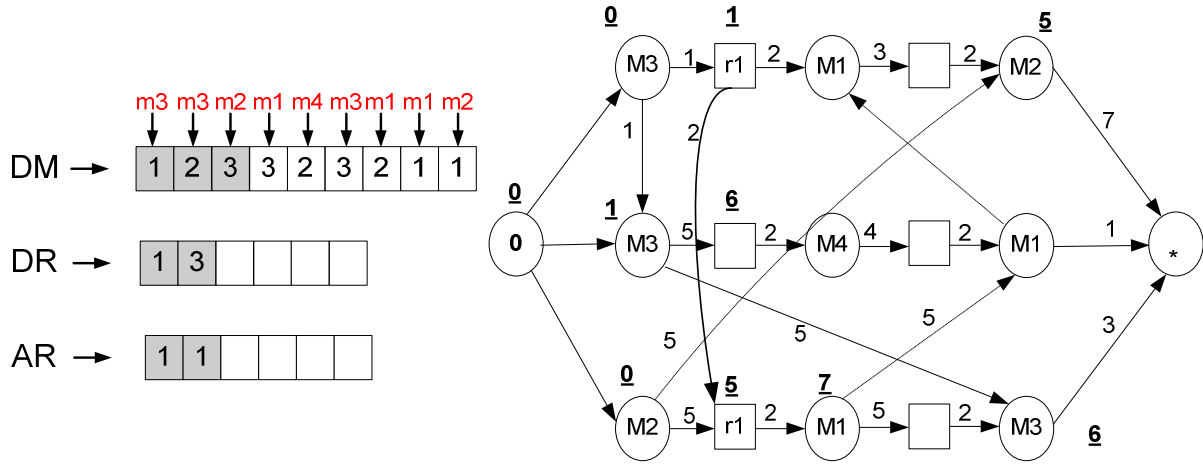 m3 m3 m2 m1 m4 m3 m1 m1 m2
DM 1 2 3 3 2 3 2 1 1
DR 1 3
AR 1 1
0 1 5
M3 1 r1 2 M1 3 2 M2
1 2 7
0 1 6
0 M3 5 2 M4 4 2 M1 1 *
5 5 5 3
0 5 7
M2 5 r1 2 M1 5 2 M3
6